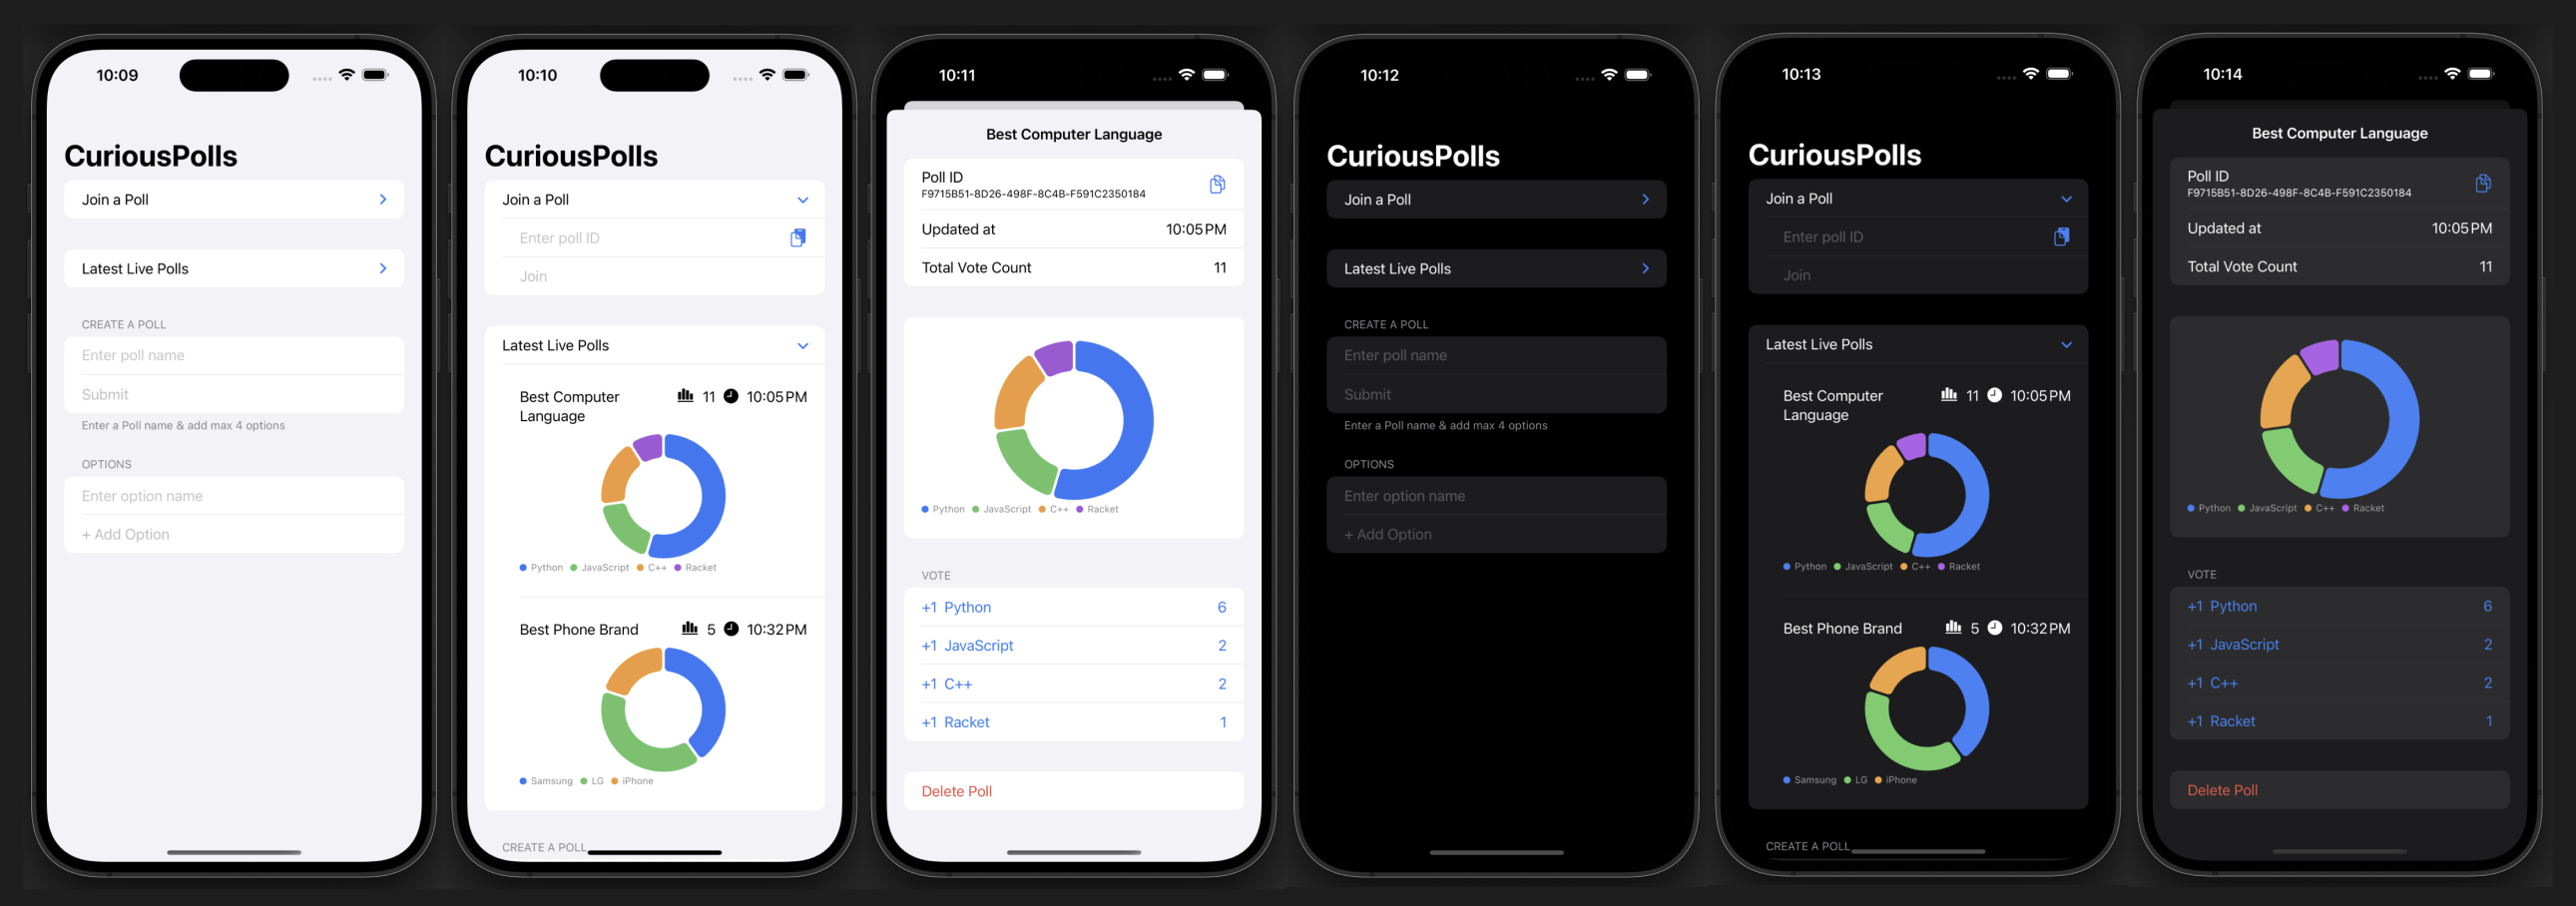 10:09
CuriousPolls
Join a Poll
Latest Live Polls
CREATE A POLL
Enter poll name
Submit
Enter a Poll name & add max 4 options
OPTIONS
Enter option name
+ Add Option
10:10
CuriousPolls
Join a Poll
Enter poll ID
Join
Latest Live Polls
Best Computer Language 11 10:05 PM
Python JavaScript C++ Racket
Best Phone Brand 5 10:32 PM
Samsung LG iPhone
CREATE A POLL
10:11
Best Computer Language
Poll ID
F9715B51-8D26-498F-8C4B-F591C2350184
Updated at 10:05 PM
Total Vote Count 11
Python JavaScript C++ Racket
VOTE
+1 Python 6
+1 JavaScript 2
+1 C++ 2
+1 Racket 1
Delete Poll
10:12
CuriousPolls
Join a Poll
Latest Live Polls
CREATE A POLL
Enter poll name
Submit
Enter a Poll name & add max 4 options
OPTIONS
Enter option name
+ Add Option
10:13
CuriousPolls
Join a Poll
Enter poll ID
Join
Latest Live Polls
Best Computer Language 11 10:05 PM
Python JavaScript C++ Racket
Best Phone Brand 5 10:32 PM
Samsung LG iPhone
CREATE A POLL
10:14
Best Computer Language
Poll ID
F9715B51-8D26-498F-8C4B-F591C2350184
Updated at 10:05 PM
Total Vote Count 11
Python JavaScript C++ Racket
VOTE
+1 Python 6
+1 JavaScript 2
+1 C++ 2
+1 Racket 1
Delete Poll